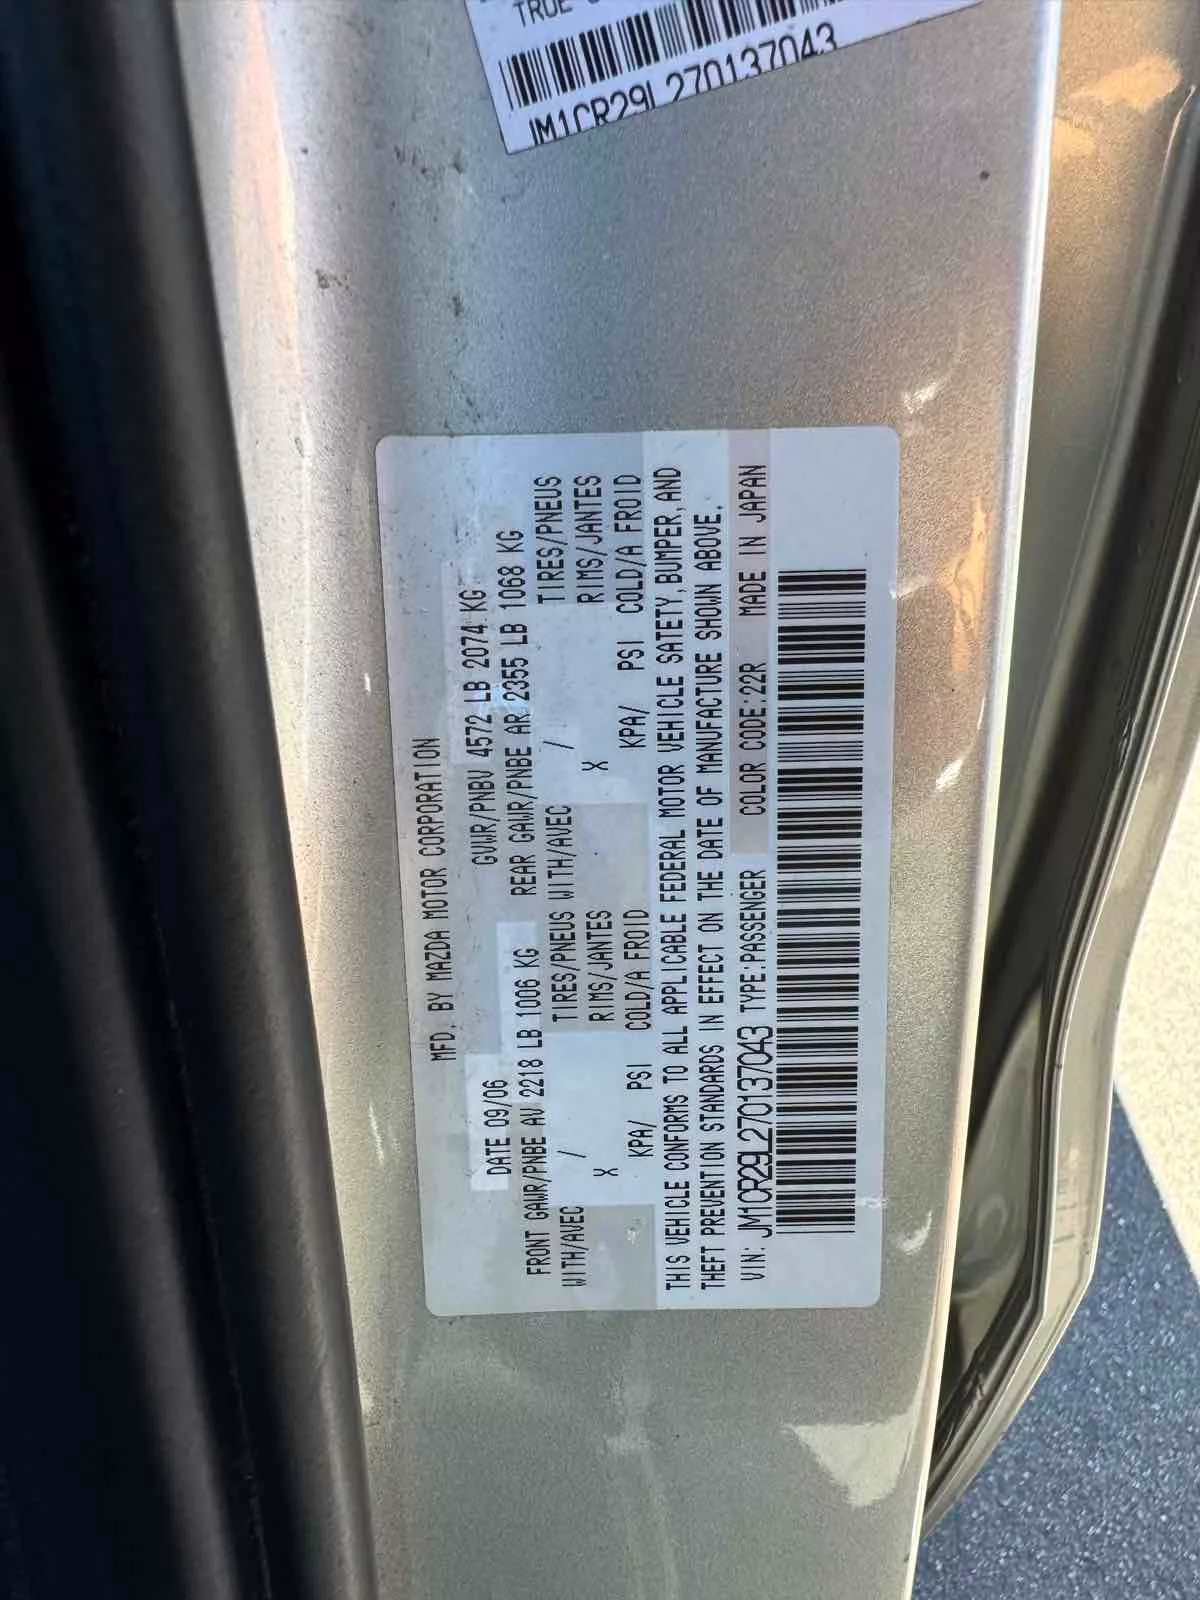 TRUE
JM1CR29L270137043
MFD. BY MAZDA MOTOR CORPORATION
DATE 09/06 GVWR/PNBV 4572 LB 2074 KG
FRONT GAWR/PNBE AV 2218 LB 1006 KG REAR GAWR/PNBE AR 2355 LB 1068 KG
WITH/AVEC / TIRES/PNEUS WITH/AVEC / TIRES/PNEUS
X RIMS/JANTES X RIMS/JANTES
KPA/ PSI COLD/A FROID KPA/ PSI COLD/A FROID
THIS VEHICLE CONFORMS TO ALL APPLICABLE FEDERAL MOTOR VEHICLE SATETY, BUMPER, AND
THEFT PREVENTION STANDARDS IN EFFECT ON THE DATE OF MANUFACTURE SHOWN ABOVE.
VIN: JM1CR29L270137043 TYPE:PASSENGER COLOR CODE:22R MADE IN JAPAN